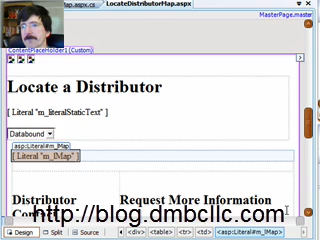 Map.aspx.cs LocateDistributorMap.aspx
MasterPage.master
ContentPlaceHolder1 (Custom)
Locate a Distributor
[ Literal "m_literalStaticText" ]
Databound
asp:Literal#m_lMap
[ Literal "m_lMap" ]
Distributor Request More Information
http://blog.dmbcllc.com
Design Split Source <div> <table> <tr> <td> <asp:Literal#m_lMap>